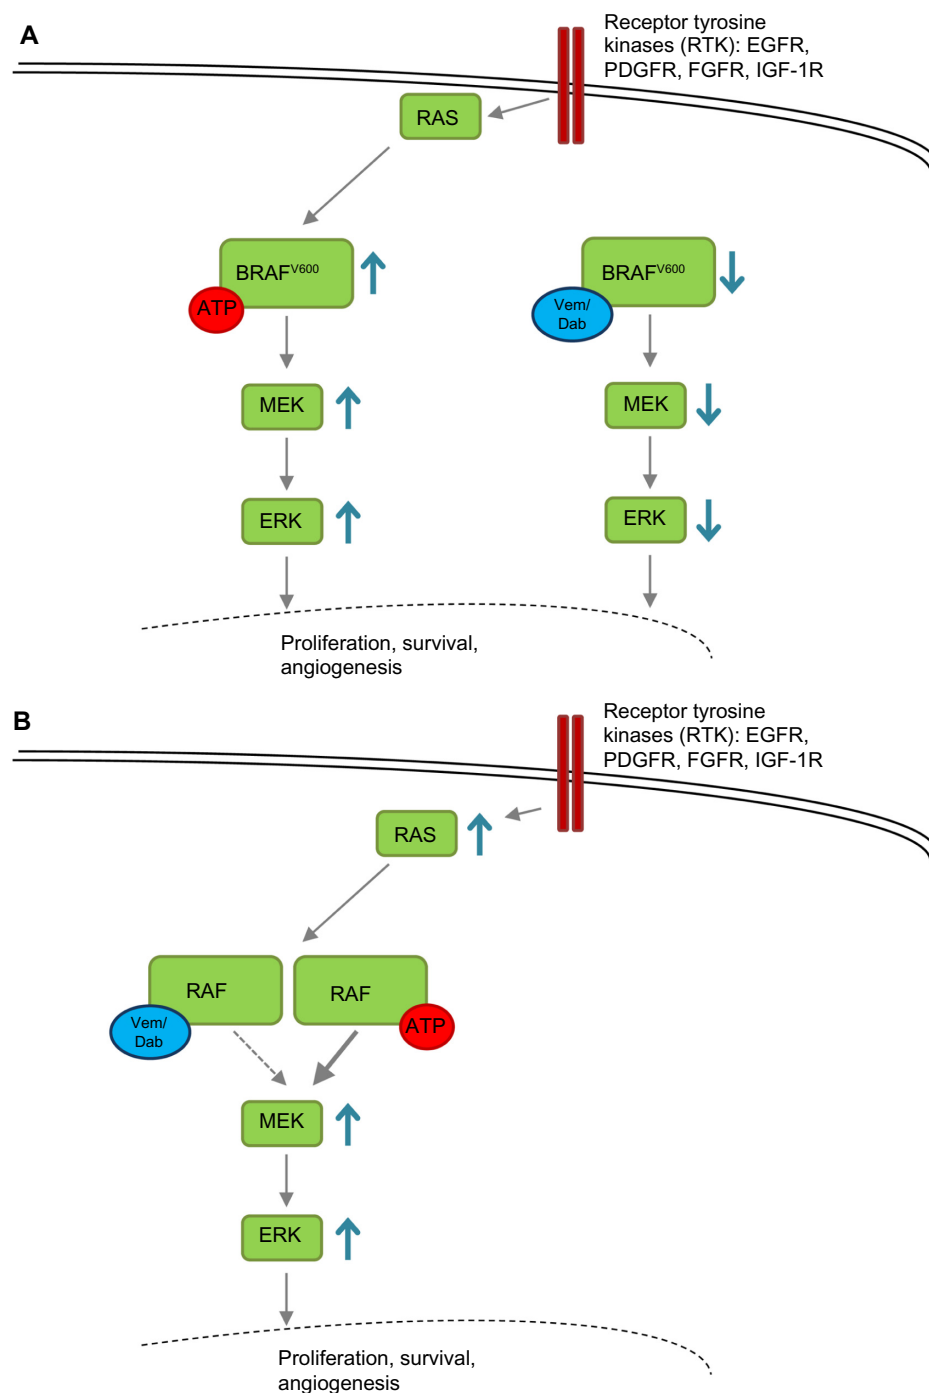 A
Receptor tyrosine
kinases (RTK): EGFR,
PDGFR, FGFR, IGF-1R
RAS
BRAFV600
ATP
MEK
ERK
BRAFV600
Vem/
Dab
MEK
ERK
Proliferation, survival,
angiogenesis
B
Receptor tyrosine
kinases (RTK): EGFR,
PDGFR, FGFR, IGF-1R
RAS
RAF
Vem/
Dab
RAF
ATP
MEK
ERK
Proliferation, survival,
angiogenesis